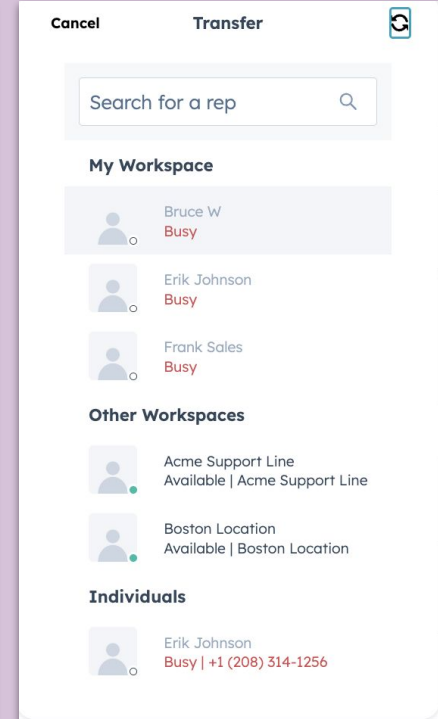 Cancel Transfer
Search for a rep
My Workspace
Bruce W
Busy
Erik Johnson
Busy
Frank Sales
Busy
Other Workspaces
Acme Support Line
Available | Acme Support Line
Boston Location
Available | Boston Location
Individuals
Erik Johnson
Busy | +1 (208) 314-1256